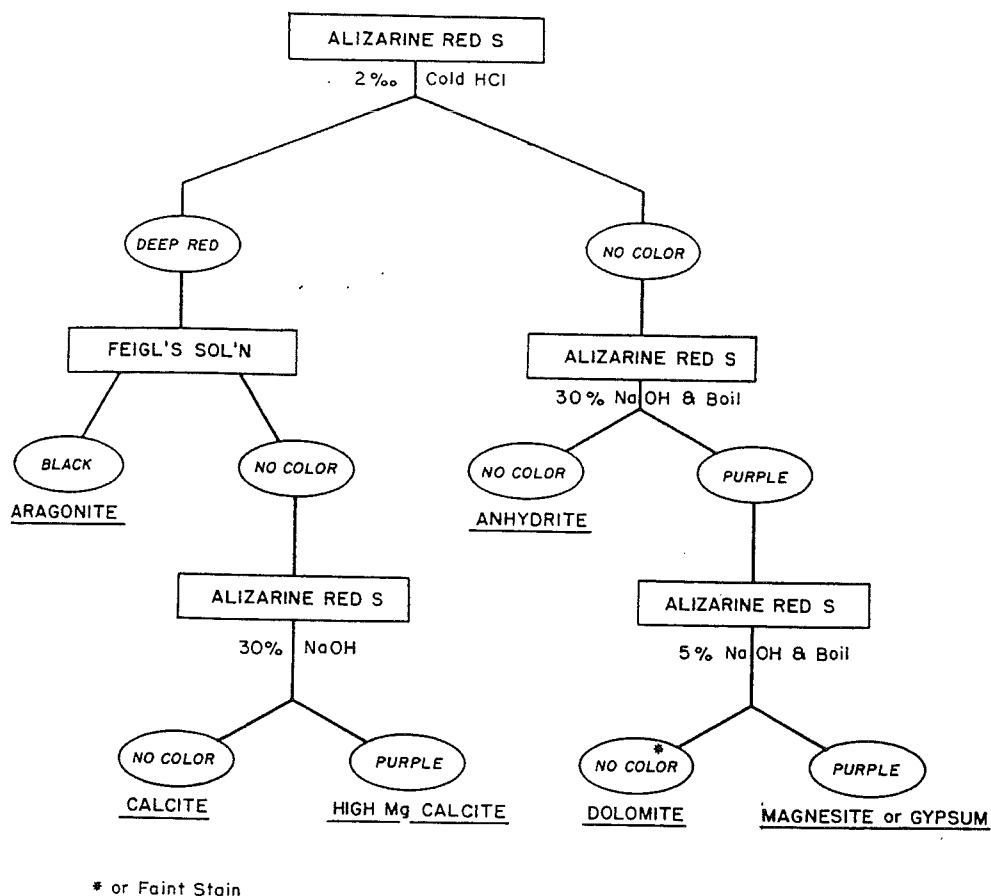 ALIZARINE RED S
2‰ Cold HCl
DEEP RED
NO COLOR
FEIGL'S SOL'N
ALIZARINE RED S
30% NaOH & Boil
BLACK
NO COLOR
NO COLOR
PURPLE
ARAGONITE
ANHYDRITE
ALIZARINE RED S
ALIZARINE RED S
30% NaOH
5% NaOH & Boil
NO COLOR
PURPLE
NO COLOR *
PURPLE
CALCITE
HIGH Mg CALCITE
DOLOMITE
MAGNESITE or GYPSUM
* or Faint Stain